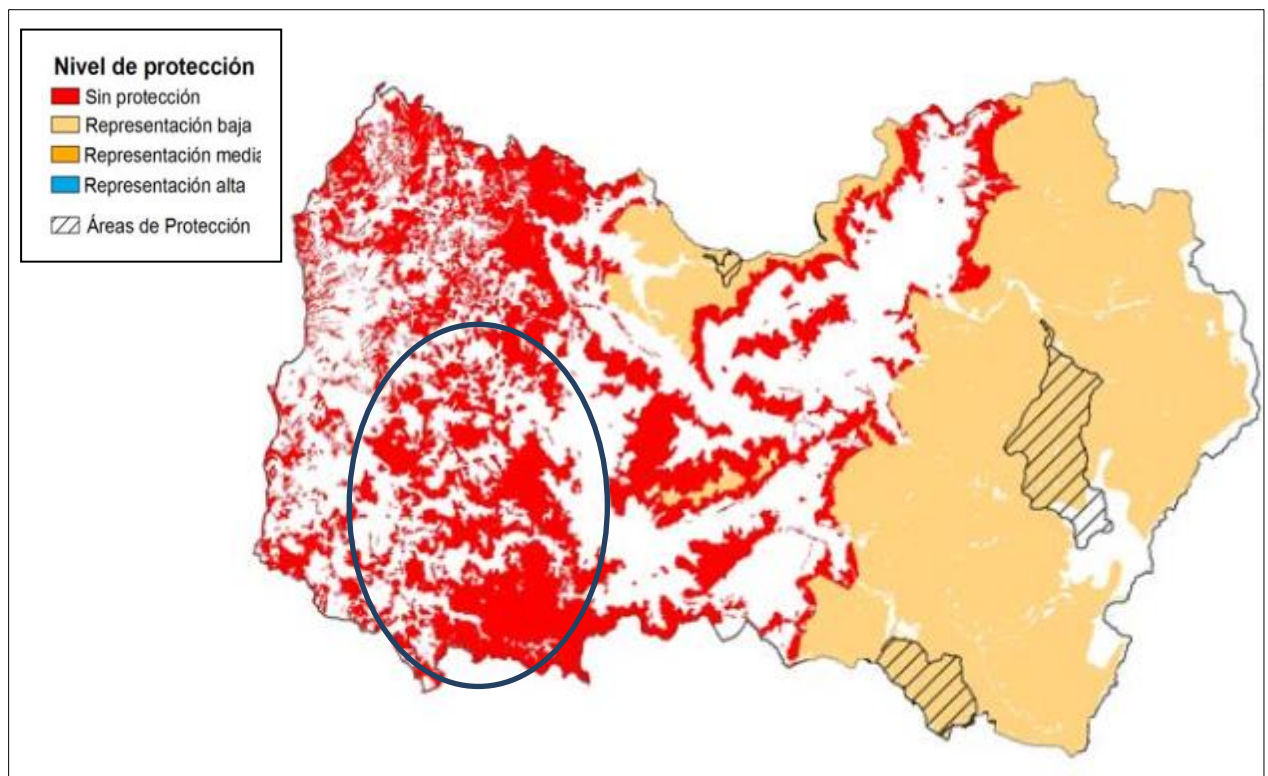 Nivel de protección
Sin protección
Representación baja
Representación media
Representación alta
Áreas de Protección